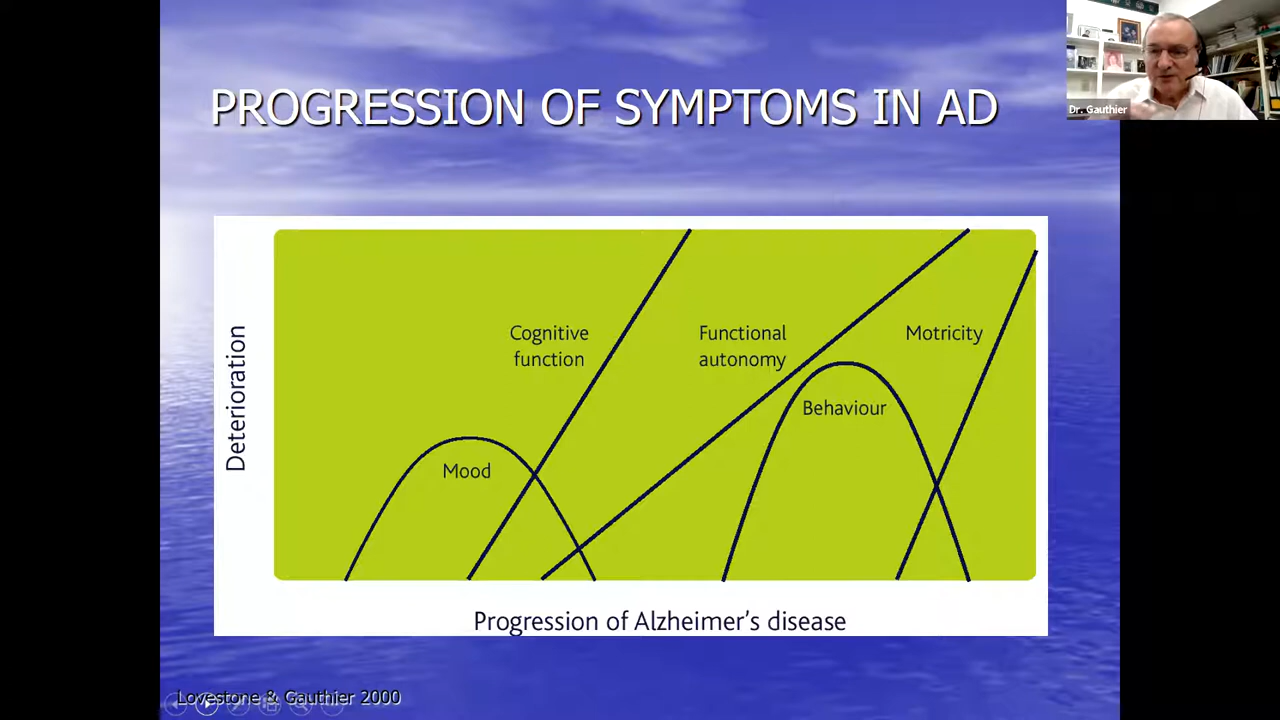 PROGRESSION OF SYMPTOMS IN AD
Dr. Gauthier
Deterioration
Cognitive
function
Functional
autonomy
Motricity
Behaviour
Mood
Progression of Alzheimer's disease
Lovestone & Gauthier 2000